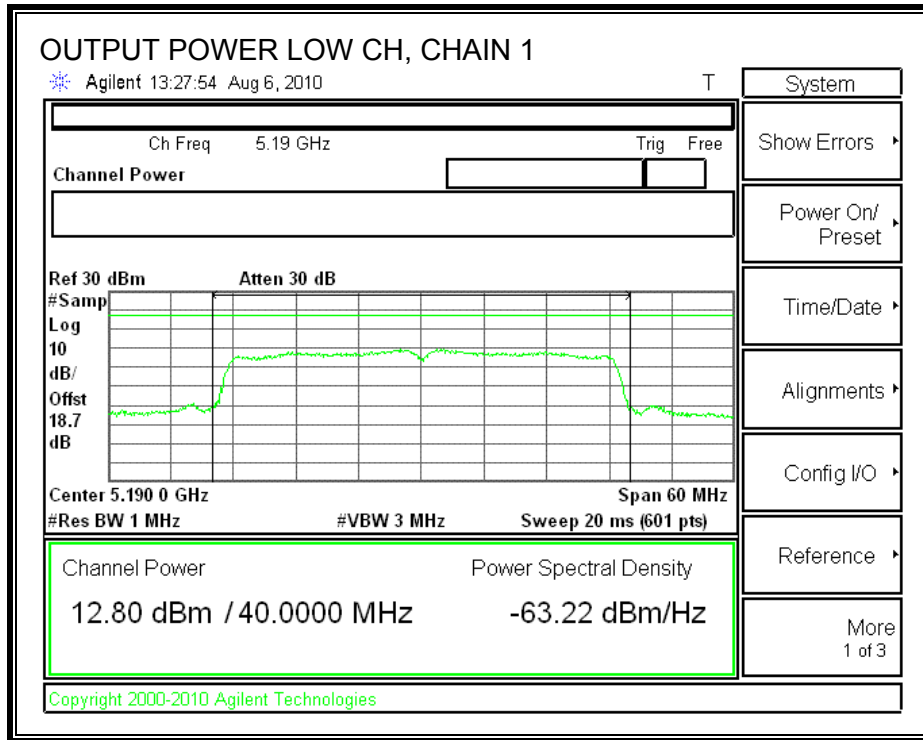 OUTPUT POWER LOW CH, CHAIN 1
Agilent 13:27:54 Aug 6, 2010 T
Ch Freq 5.19 GHz Trig Free
Channel Power
Ref 30 dBm Atten 30 dB
#Samp
Log
10
dB/
Offst
18.7
dB
Center 5.190 0 GHz Span 60 MHz
#Res BW 1 MHz #VBW 3 MHz Sweep 20 ms (601 pts)
Channel Power Power Spectral Density
12.80 dBm / 40.0000 MHz -63.22 dBm/Hz
Copyright 2000-2010 Agilent Technologies
System
Show Errors
Power On/
Preset
Time/Date
Alignments
Config I/O
Reference
More
1 of 3